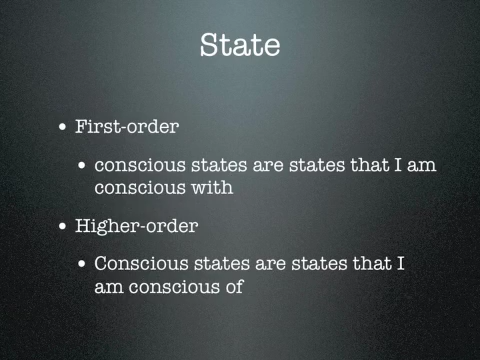 State
• First-order
• conscious states are states that I am
conscious with
• Higher-order
• Conscious states are states that I
am conscious of